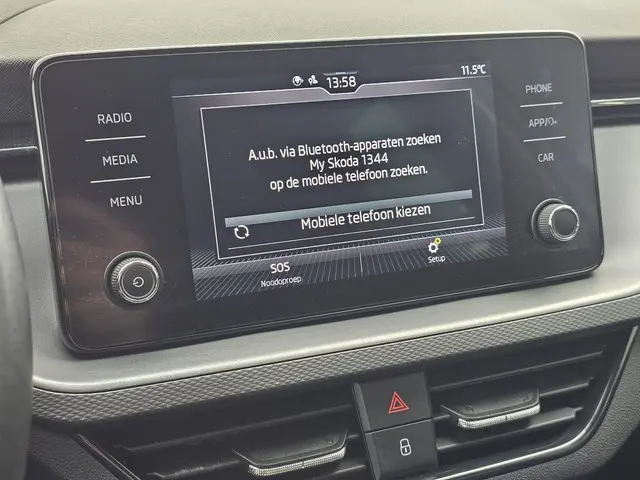 13:58
11.5°C
RADIO
MEDIA
MENU
PHONE
APP/
CAR
A.u.b. via Bluetooth-apparaten zoeken
My Skoda 1344
op de mobiele telefoon zoeken.
Mobiele telefoon kiezen
SOS
Noodoproep
Setup